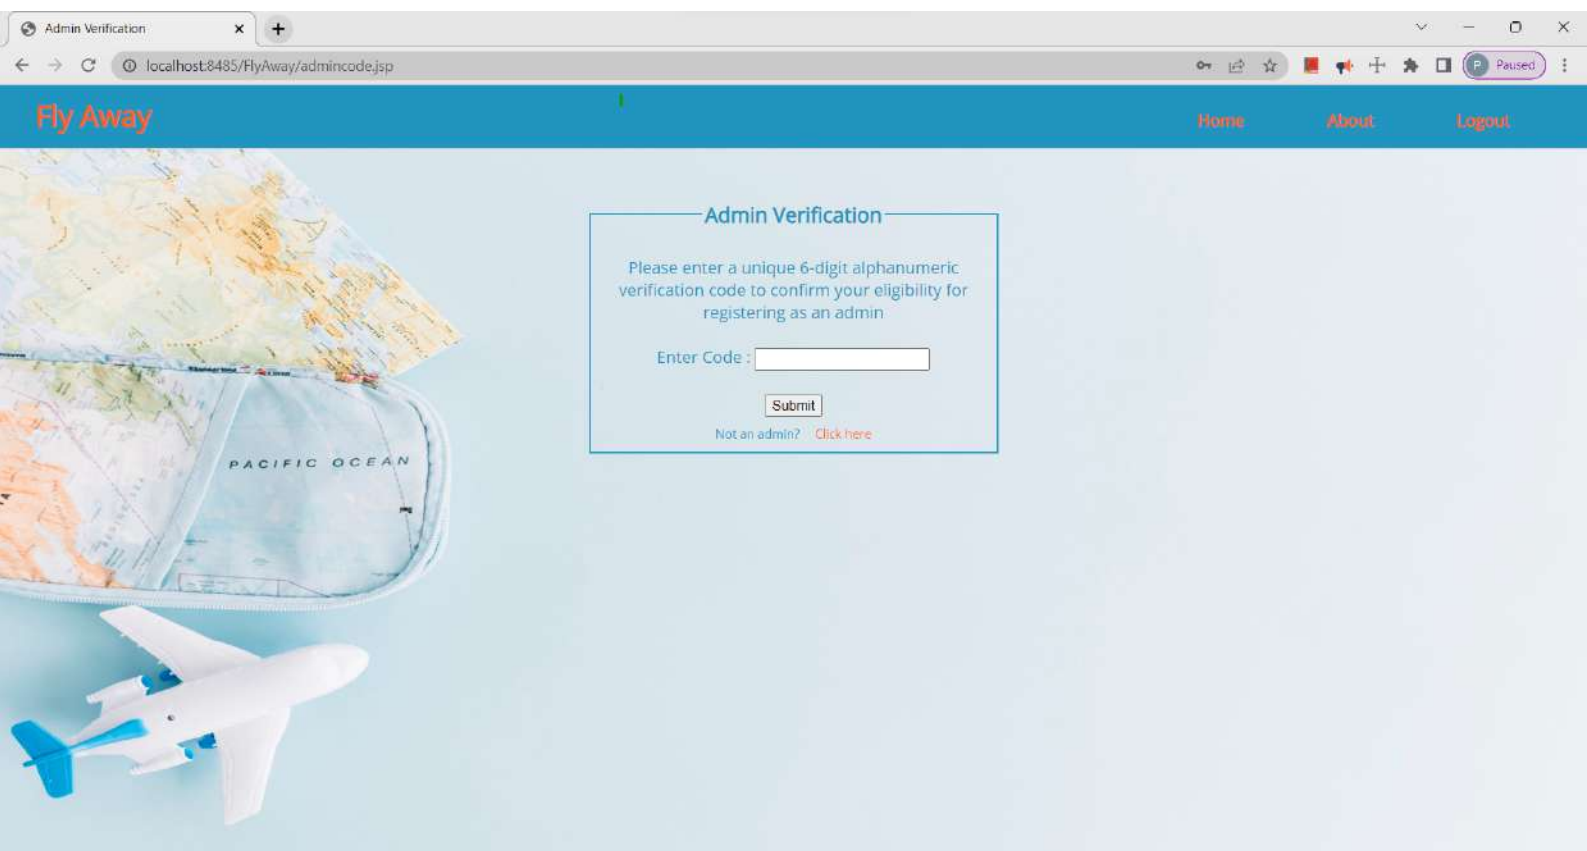 Admin Verification
localhost:8485/FlyAway/admincode.jsp
P Paused
Fly Away
Home About Logout
Admin Verification
Please enter a unique 6-digit alphanumeric
verification code to confirm your eligibility for
registering as an admin
Enter Code :
Submit
Not an admin? Click here
PACIFIC OCEAN